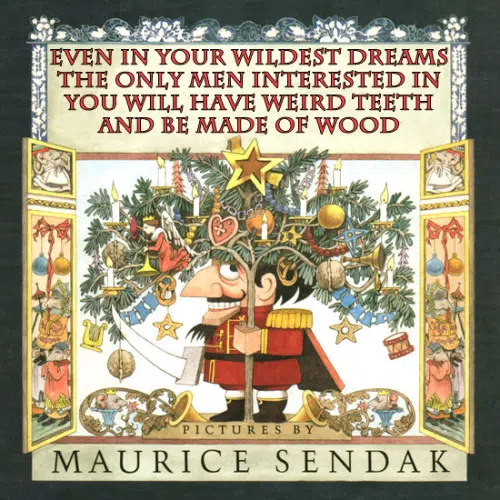 EVEN IN YOUR WILDEST DREAMS
THE ONLY MEN INTERESTED IN
YOU WILL HAVE WEIRD TEETH
AND BE MADE OF WOOD
PICTURES BY
MAURICE SENDAK